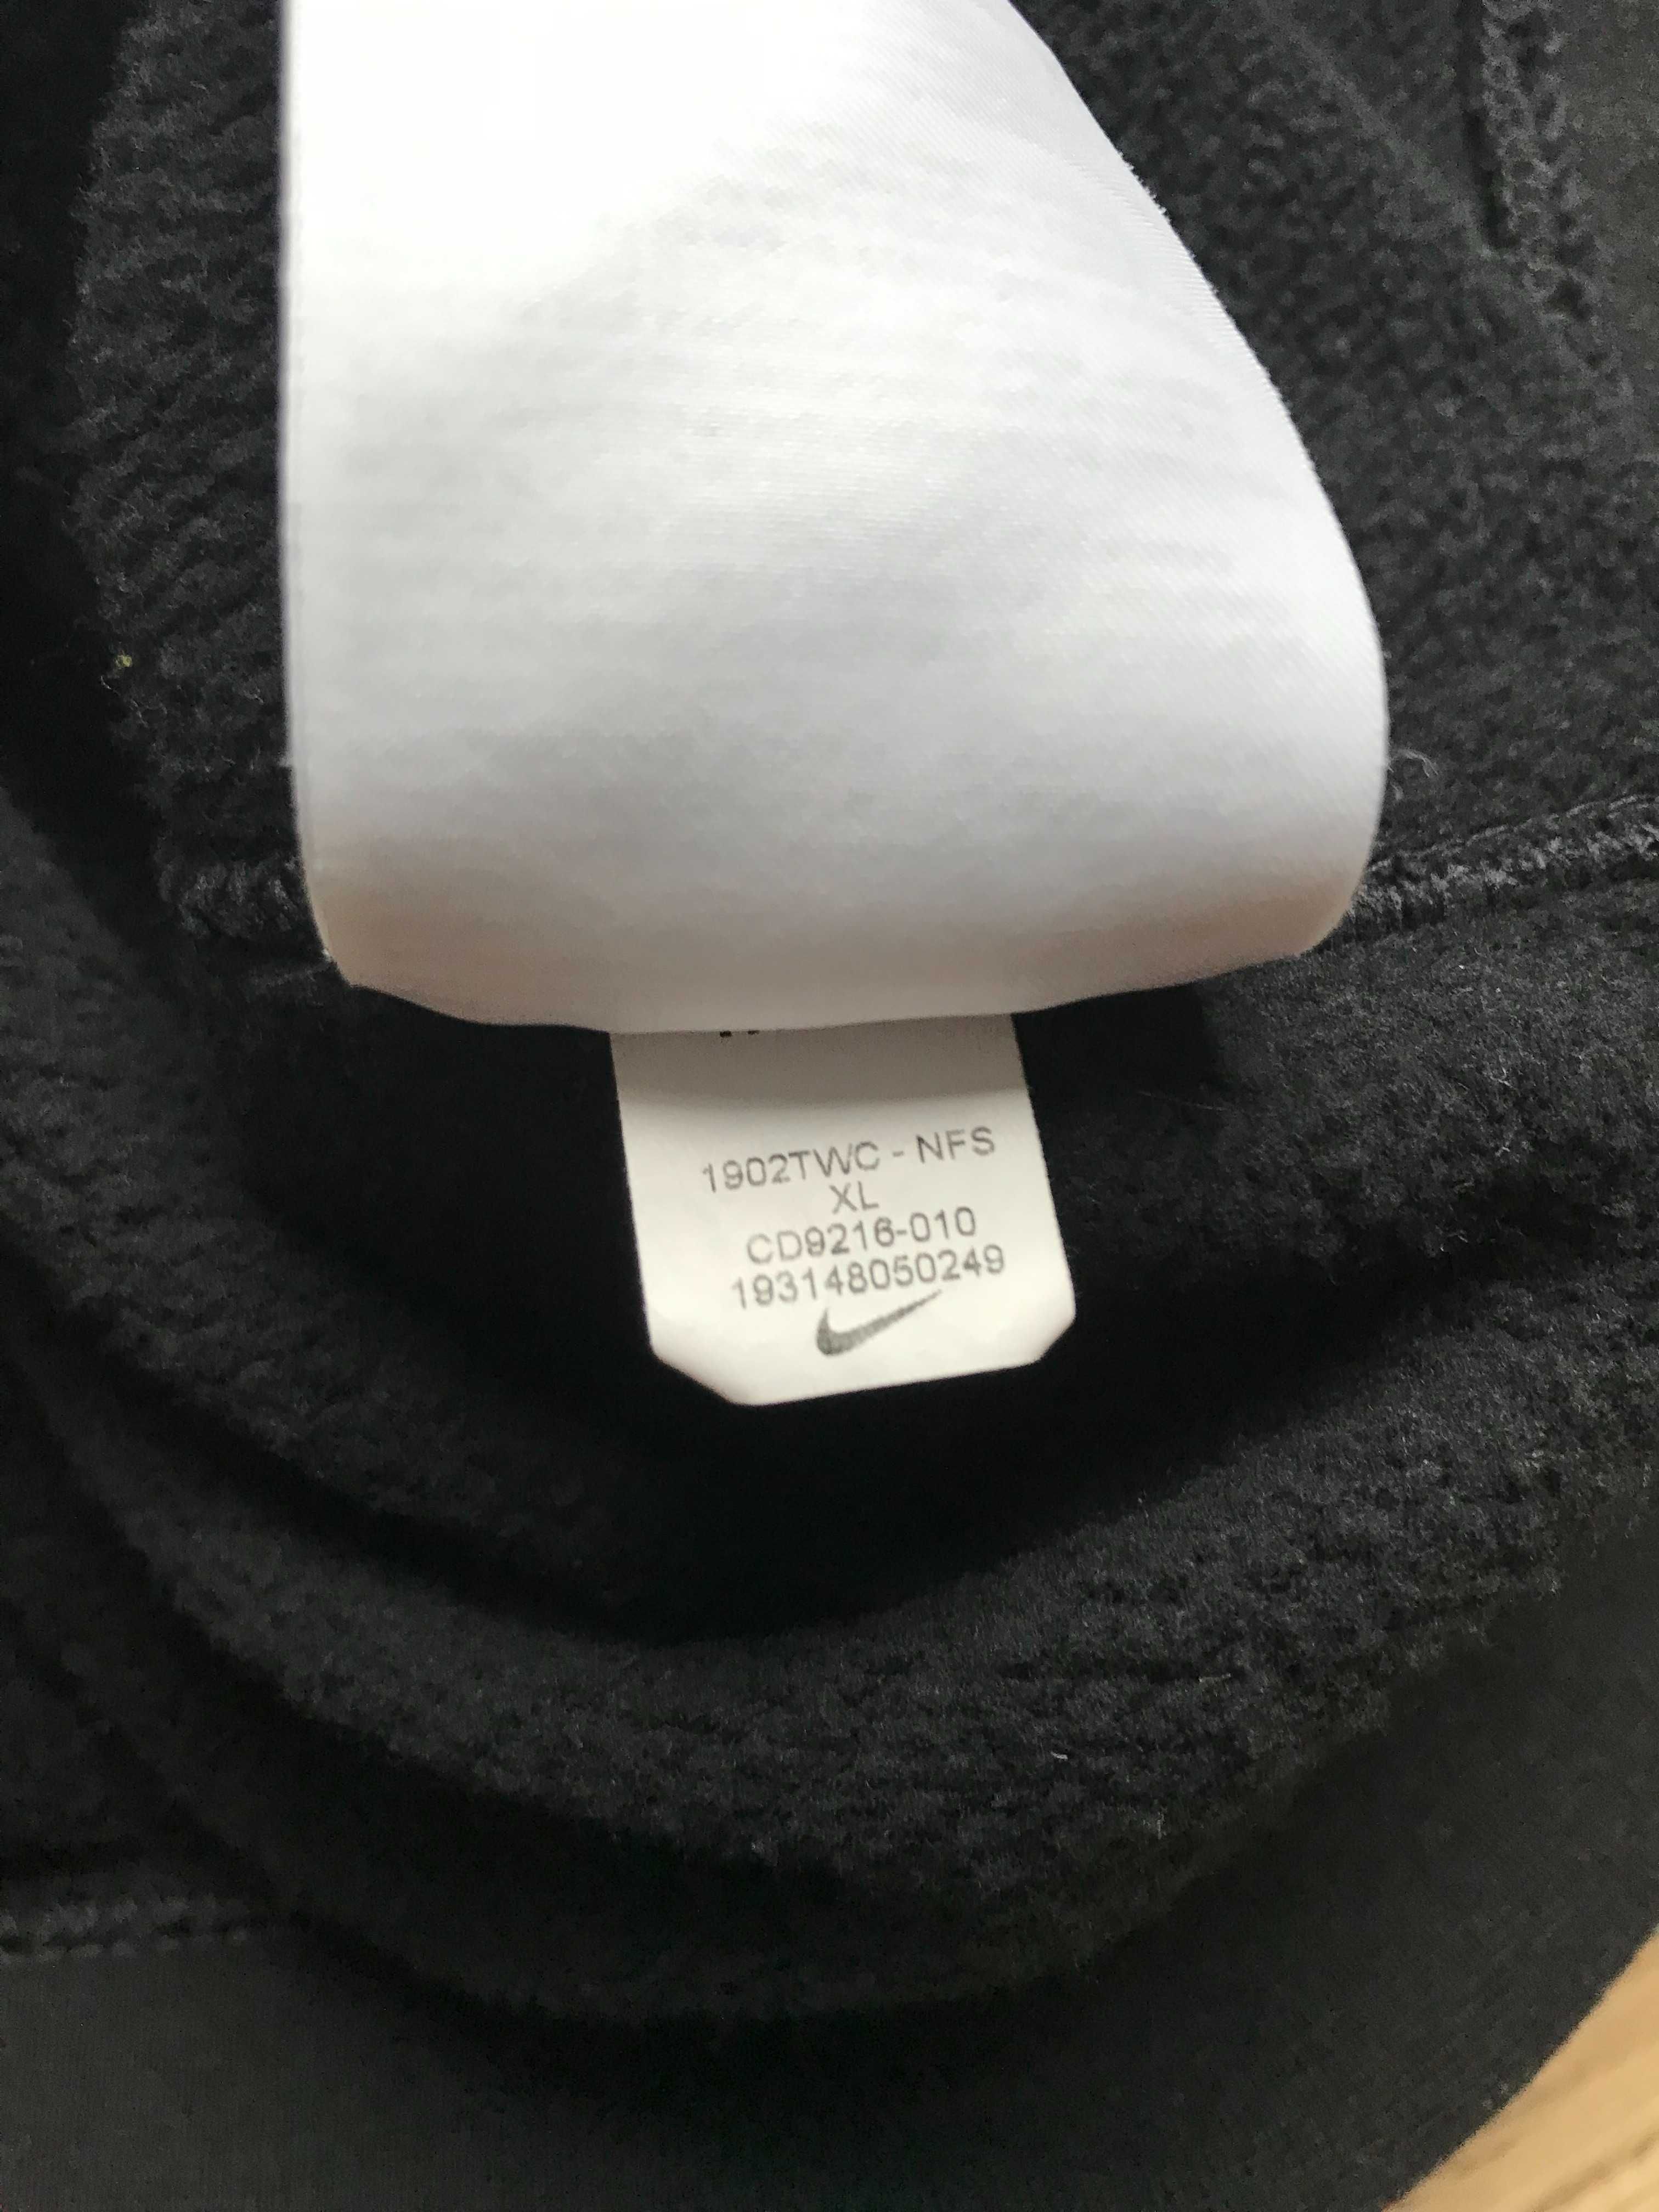 1902TWC - NFS
XL
CD9216-010
193148050249